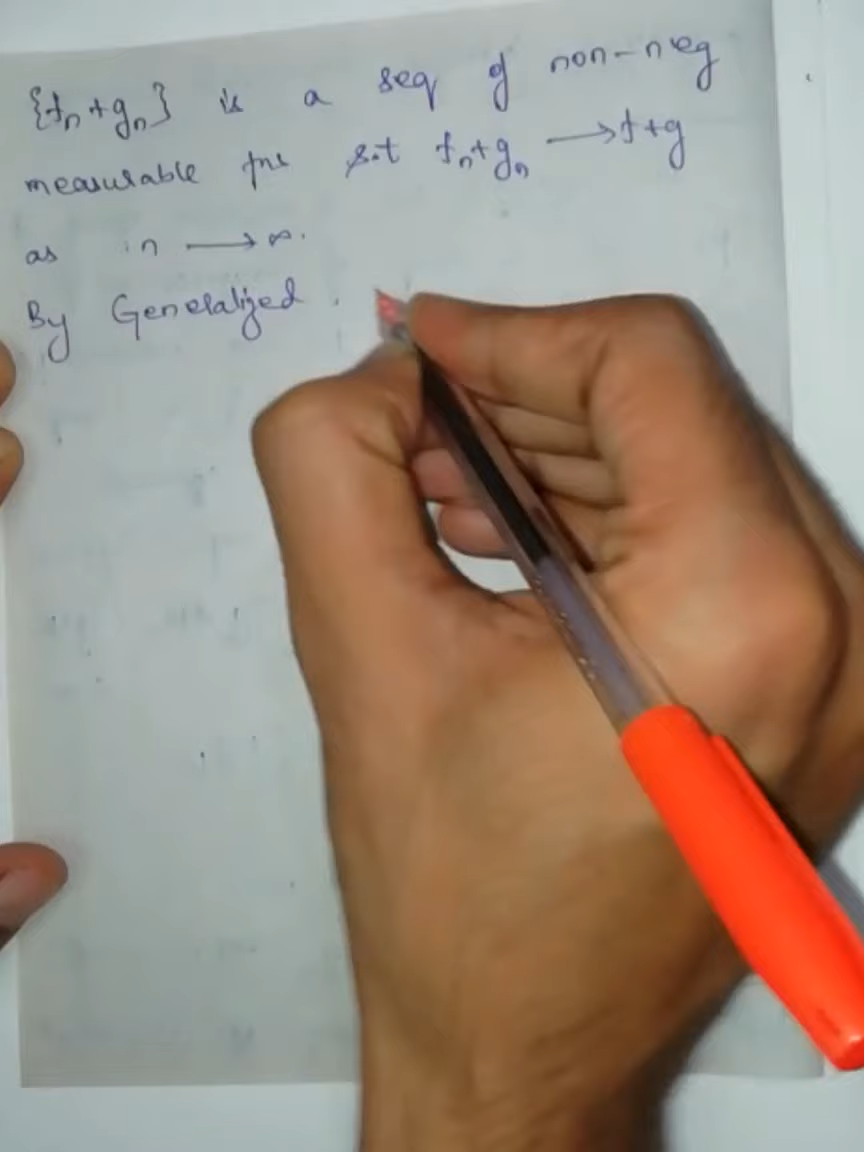 {fn+gn} is a seq of non-neg
measurable fns s.t fn+gn ⟶ f+g
as n ⟶ ∞.
By Generalized